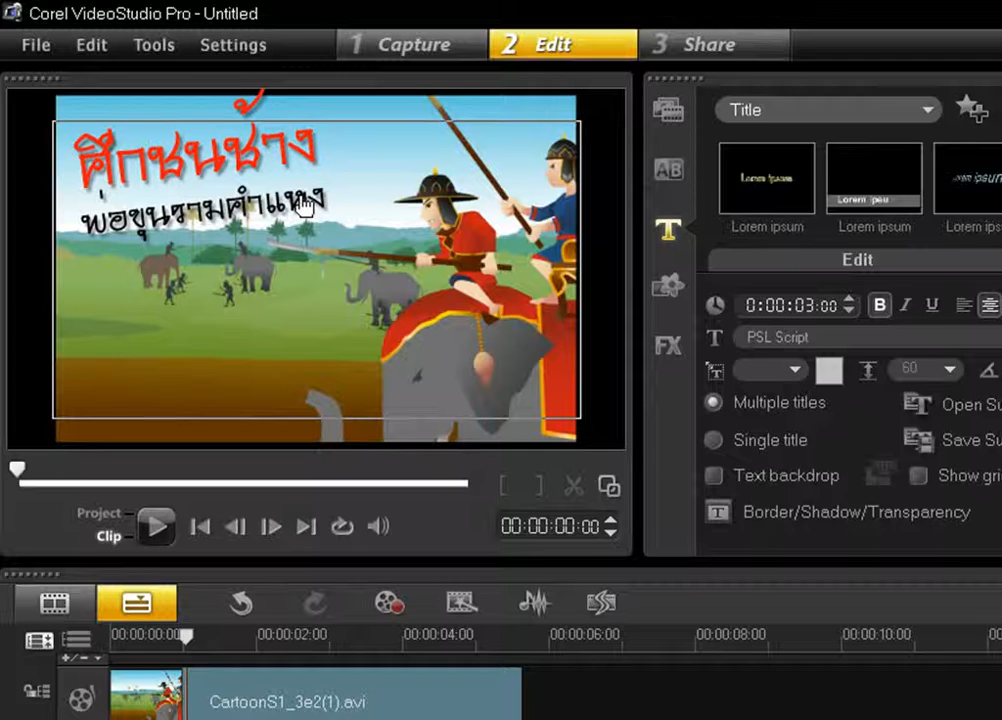 Corel VideoStudio Pro - Untitled
File Edit Tools Settings 1 Capture 2 Edit 3 Share
ศึกชนช้าง
พ่อขุนรามคำแหง
Title
Lorem ipsum
Lorem ipsu
Lorem ipsum Lorem ipsum Lorem ipsum
Edit
0:00:03:00 B I U
PSL Script
60
Multiple titles Open Su
Single title Save Su
Text backdrop Show gri
Border/Shadow/Transparency
Project
Clip
00:00:00:00
00:00:00:00 00:00:02:00 00:00:04:00 00:00:06:00 00:00:08:00 00:00:10:00
CartoonS1_3e2(1).avi